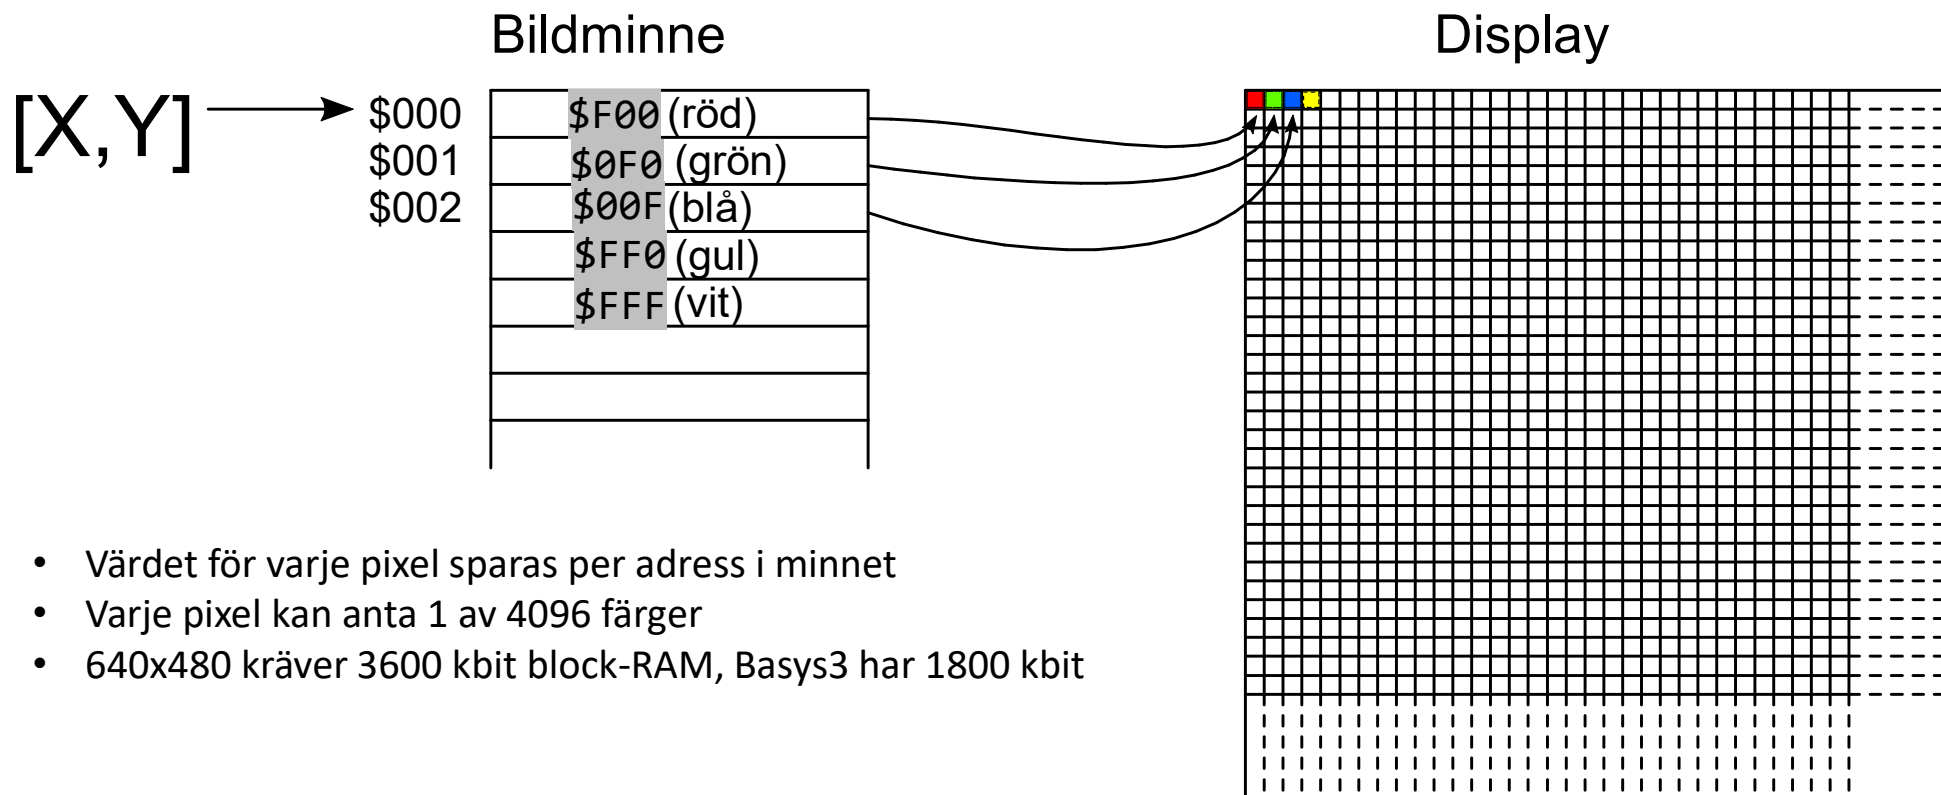 Bildminne
Display
[X,Y]
$000 $F00 (röd)
$001 $0F0 (grön)
$002 $00F (blå)
$FF0 (gul)
$FFF (vit)
• Värdet för varje pixel sparas per adress i minnet
• Varje pixel kan anta 1 av 4096 färger
• 640x480 kräver 3600 kbit block-RAM, Basys3 har 1800 kbit